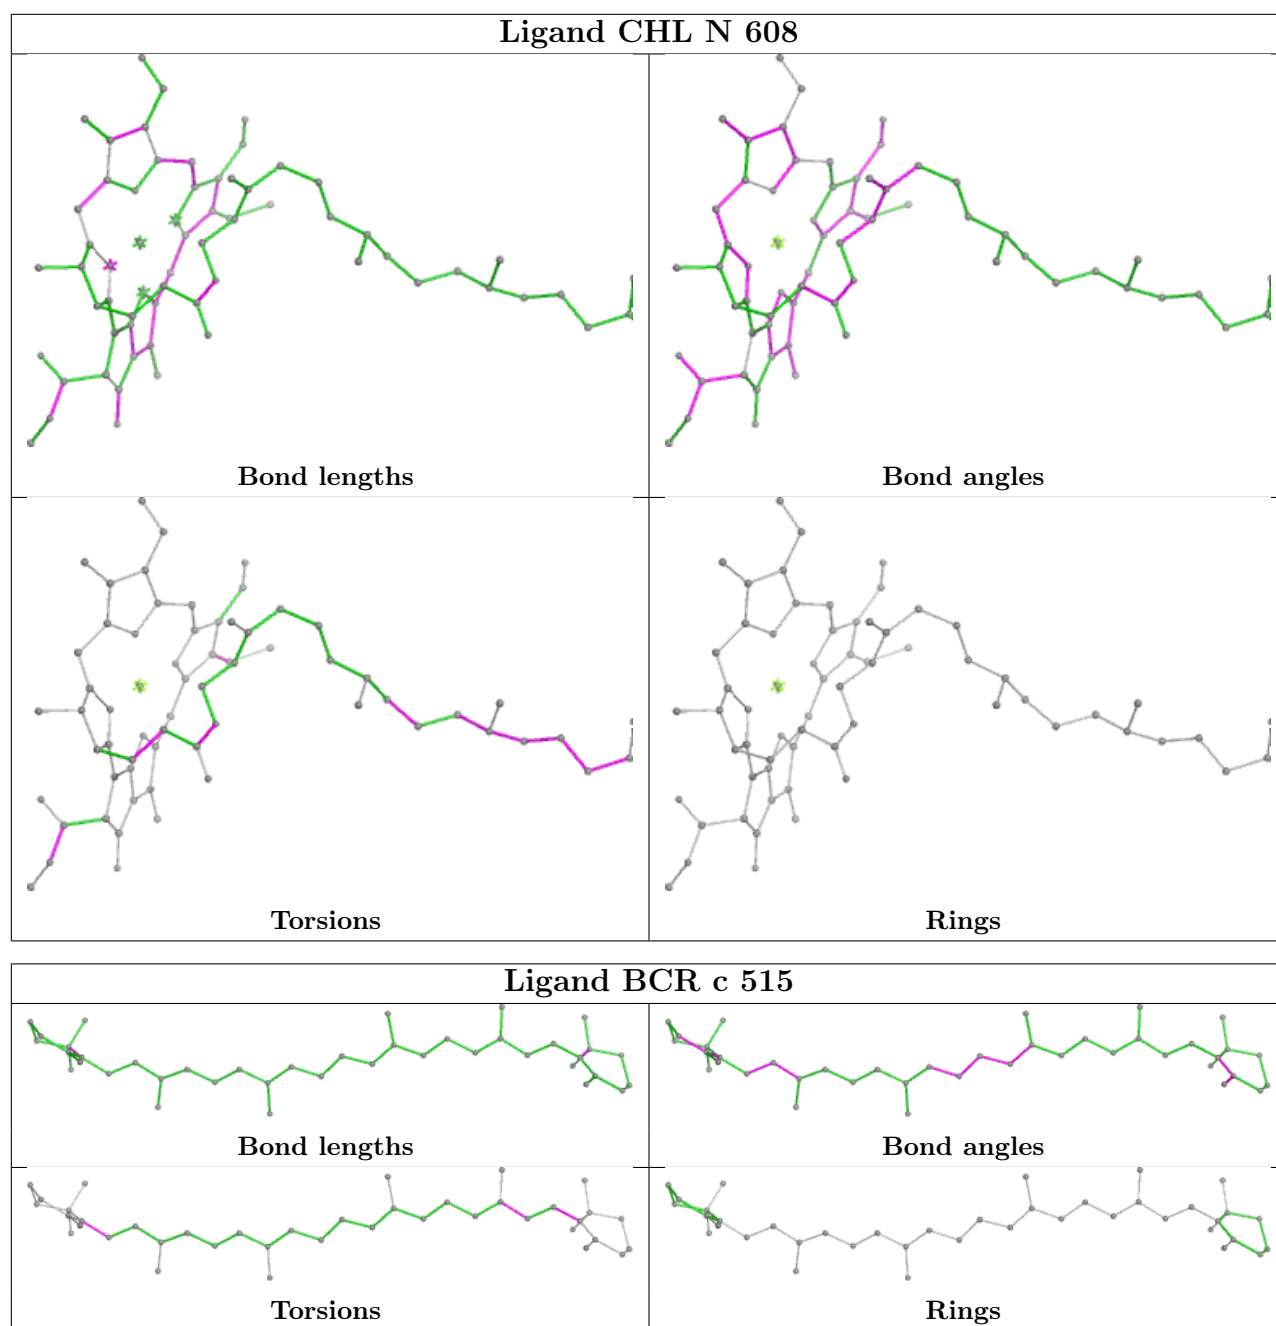 Ligand CHL N 608
Bond lengths
Bond angles
Torsions
Rings
Ligand BCR c 515
Bond lengths
Bond angles
Torsions
Rings